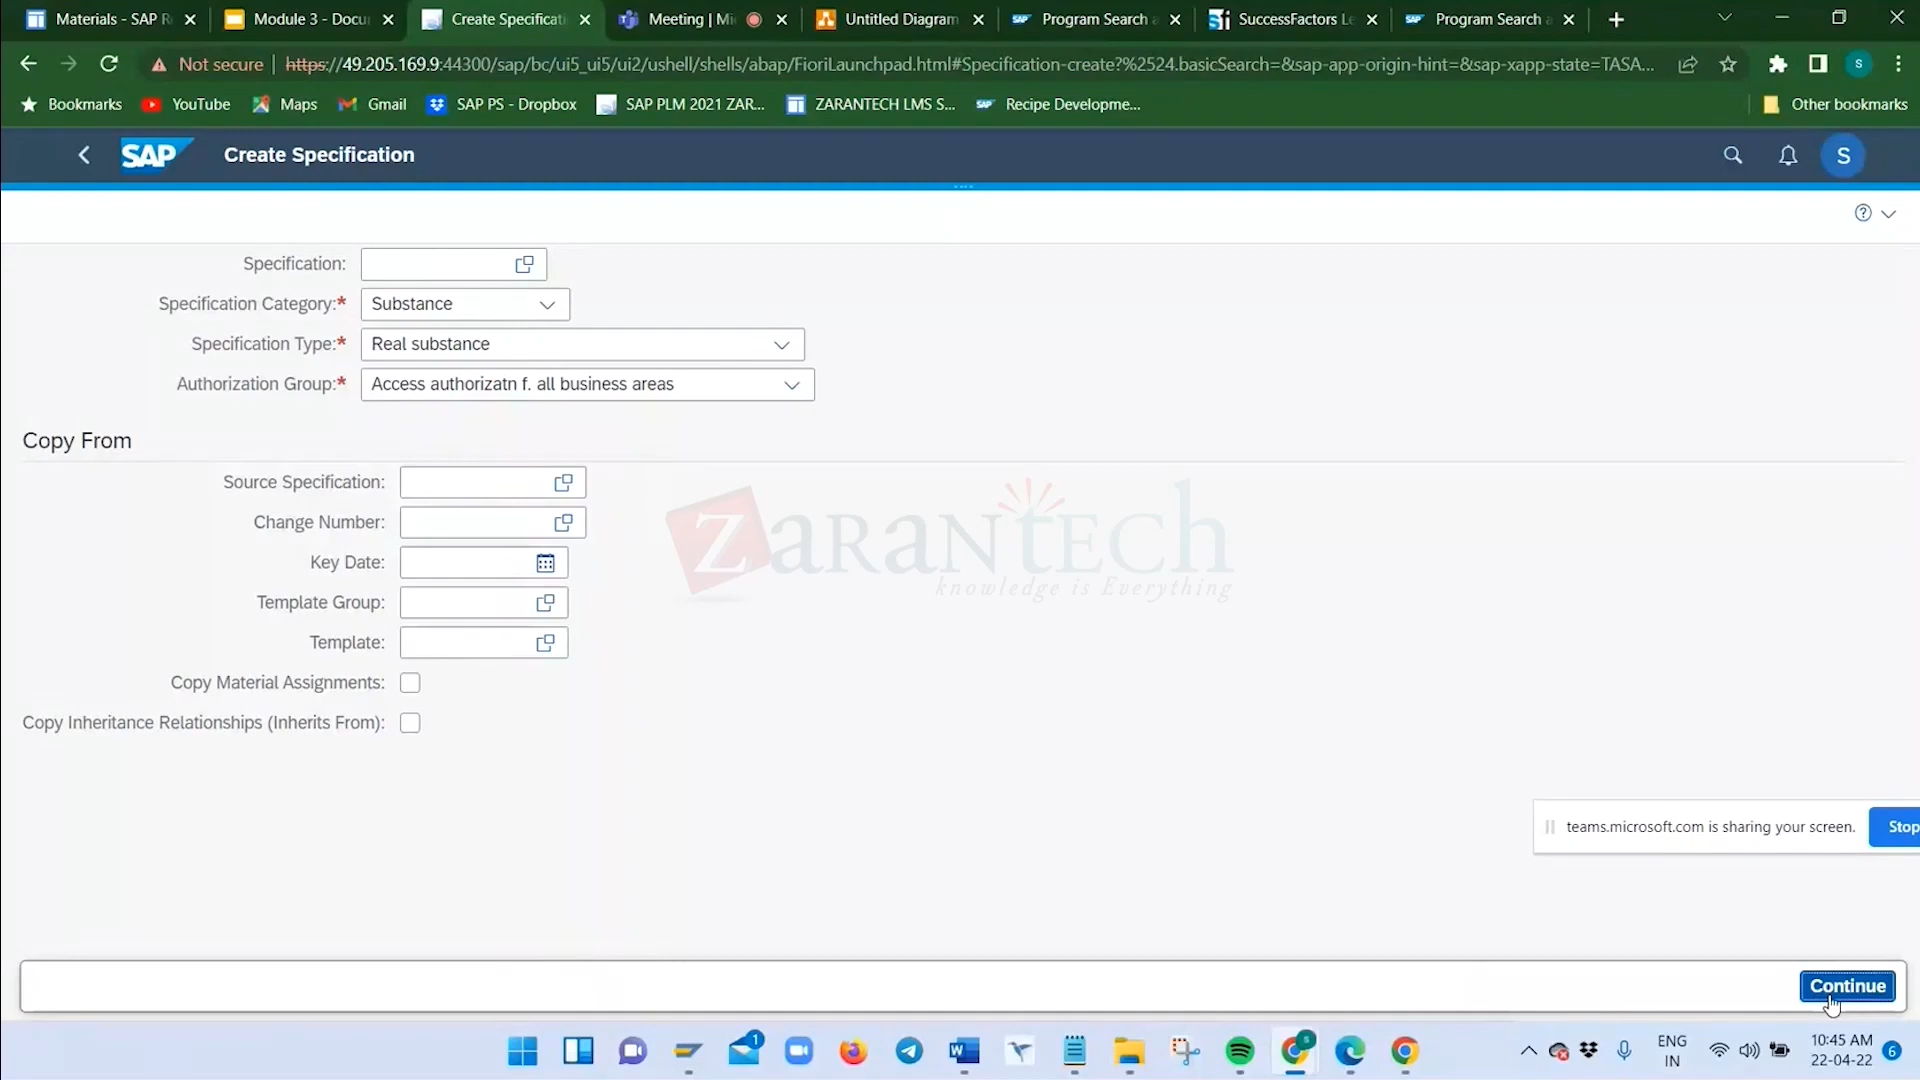 Materials - SAP R
Module 3 - Docu
Create Specificati
Meeting | Mi
Untitled Diagram
Program Search a
SuccessFactors Le
Program Search a
Not secure
https://49.205.169.9:44300/sap/bc/ui5_ui5/ui2/ushell/shells/abap/FioriLaunchpad.html#Specification-create?%2524.basicSearch=&sap-app-origin-hint=&sap-xapp-state=TASA...
S
Bookmarks
YouTube
Maps
Gmail
SAP PS - Dropbox
SAP PLM 2021 ZAR...
ZARANTECH LMS S...
Recipe Developme...
Other bookmarks
SAP
Create Specification
S
Specification:
Specification Category:*
Substance
Specification Type:*
Real substance
Authorization Group:*
Access authorizatn f. all business areas
Copy From
Source Specification:
Change Number:
Key Date:
Template Group:
Template:
Copy Material Assignments:
Copy Inheritance Relationships (Inherits From):
ZaranTech
knowledge is Everything
teams.microsoft.com is sharing your screen.
Stop
Continue
1
ENG
IN
10:45 AM
22-04-22
6